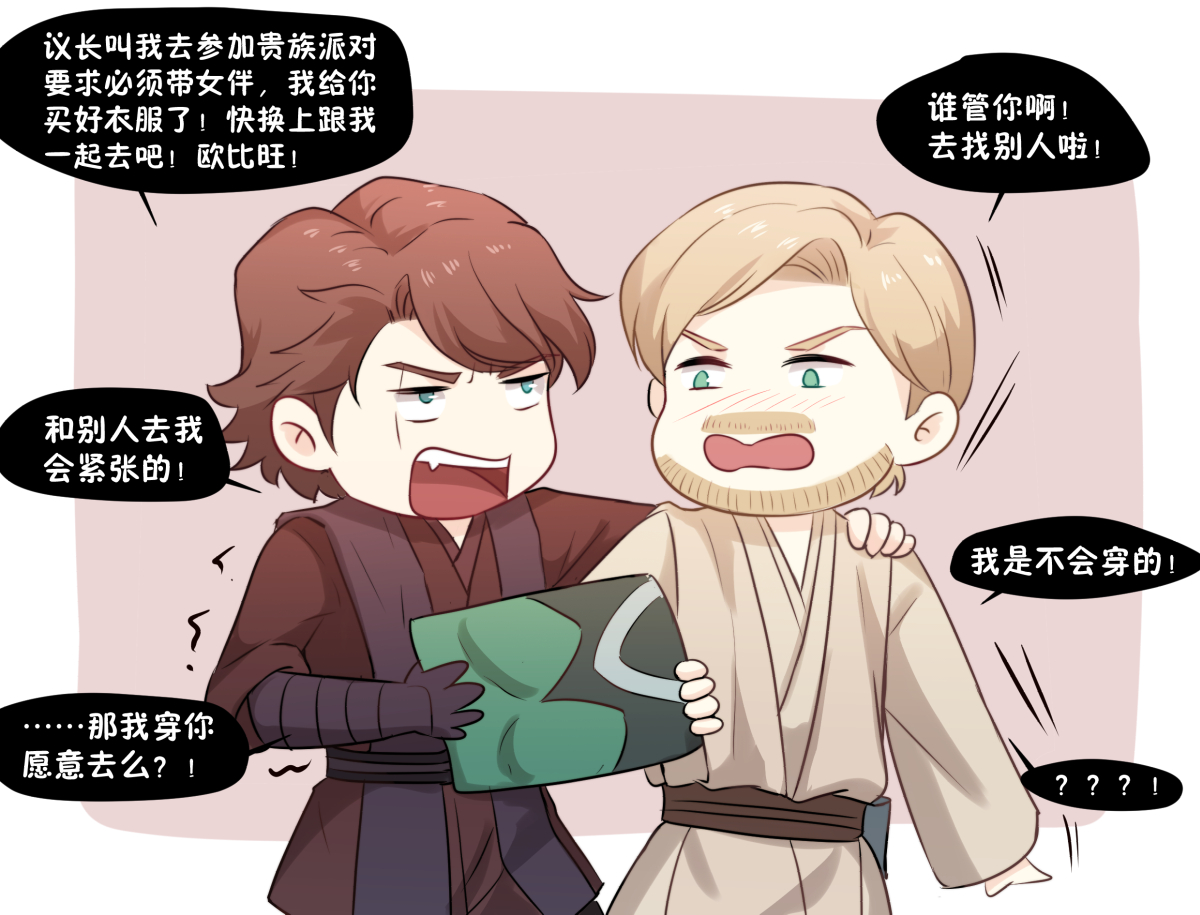 议长叫我去参加贵族派对
要求必须带女伴，我给你
买好衣服了！快换上跟我
一起去吧！欧比旺！
谁管你啊！
去找别人啦！
和别人去我
会紧张的！
我是不会穿的！
……那我穿你
愿意去么？！
？？？！